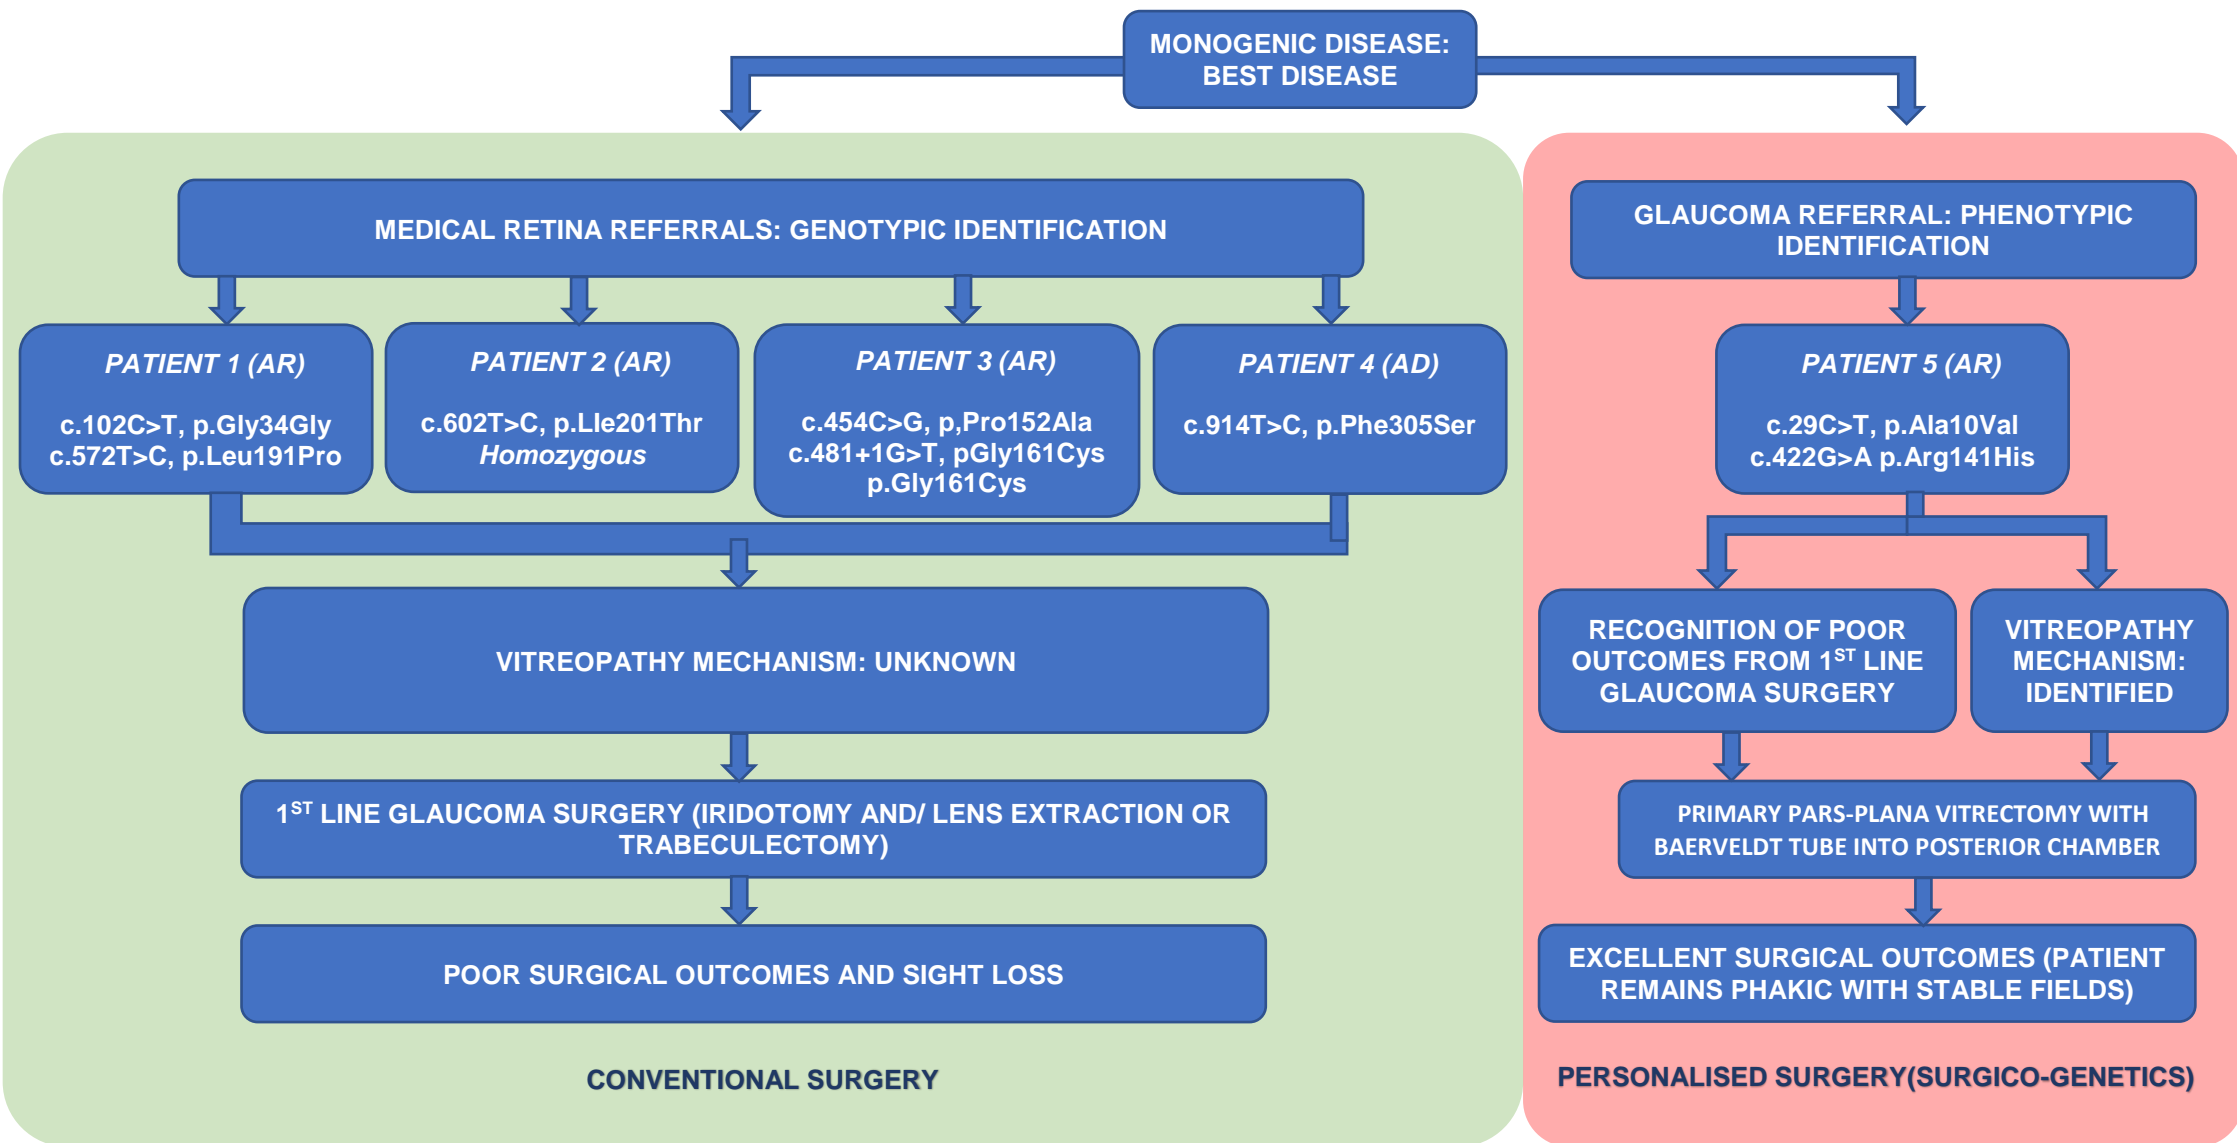 MONOGENIC DISEASE:
BEST DISEASE
MEDICAL RETINA REFERRALS: GENOTYPIC IDENTIFICATION
PATIENT 1 (AR)
c.102C>T, p.Gly34Gly
c.572T>C, p.Leu191Pro
PATIENT 2 (AR)
c.602T>C, p.LIe201Thr
Homozygous
PATIENT 3 (AR)
c.454C>G, p,Pro152Ala
c.481+1G>T, pGly161Cys
p.Gly161Cys
PATIENT 4 (AD)
c.914T>C, p.Phe305Ser
VITREOPATHY MECHANISM: UNKNOWN
1ST LINE GLAUCOMA SURGERY (IRIDOTOMY AND/ LENS EXTRACTION OR
TRABECULECTOMY)
POOR SURGICAL OUTCOMES AND SIGHT LOSS
CONVENTIONAL SURGERY
GLAUCOMA REFERRAL: PHENOTYPIC
IDENTIFICATION
PATIENT 5 (AR)
c.29C>T, p.Ala10Val
c.422G>A p.Arg141His
RECOGNITION OF POOR
OUTCOMES FROM 1ST LINE
GLAUCOMA SURGERY
VITREOPATHY
MECHANISM:
IDENTIFIED
PRIMARY PARS-PLANA VITRECTOMY WITH
BAERVELDT TUBE INTO POSTERIOR CHAMBER
EXCELLENT SURGICAL OUTCOMES (PATIENT
REMAINS PHAKIC WITH STABLE FIELDS)
PERSONALISED SURGERY(SURGICO-GENETICS)